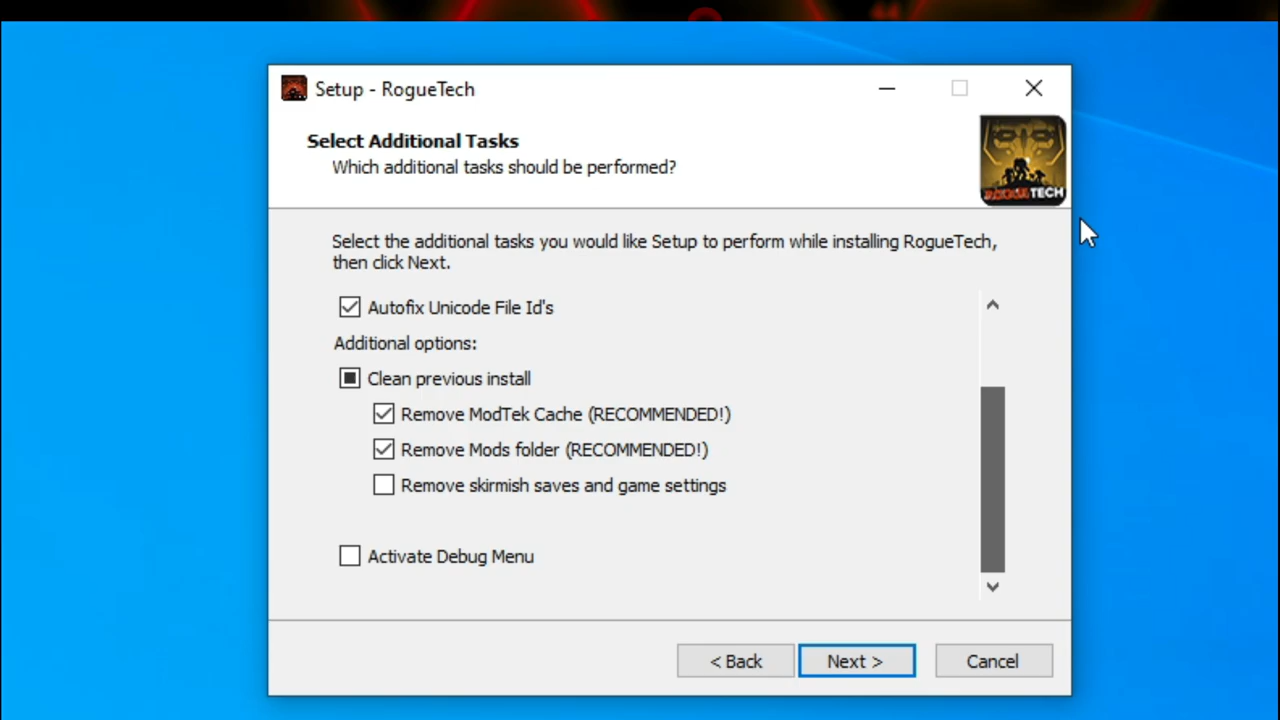 Setup - RogueTech
Select Additional Tasks
Which additional tasks should be performed?
ROGUE TECH
Select the additional tasks you would like Setup to perform while installing RogueTech,
then click Next.
Autofix Unicode File Id's
Additional options:
Clean previous install
Remove ModTek Cache (RECOMMENDED!)
Remove Mods folder (RECOMMENDED!)
Remove skirmish saves and game settings
Activate Debug Menu
< Back
Next >
Cancel